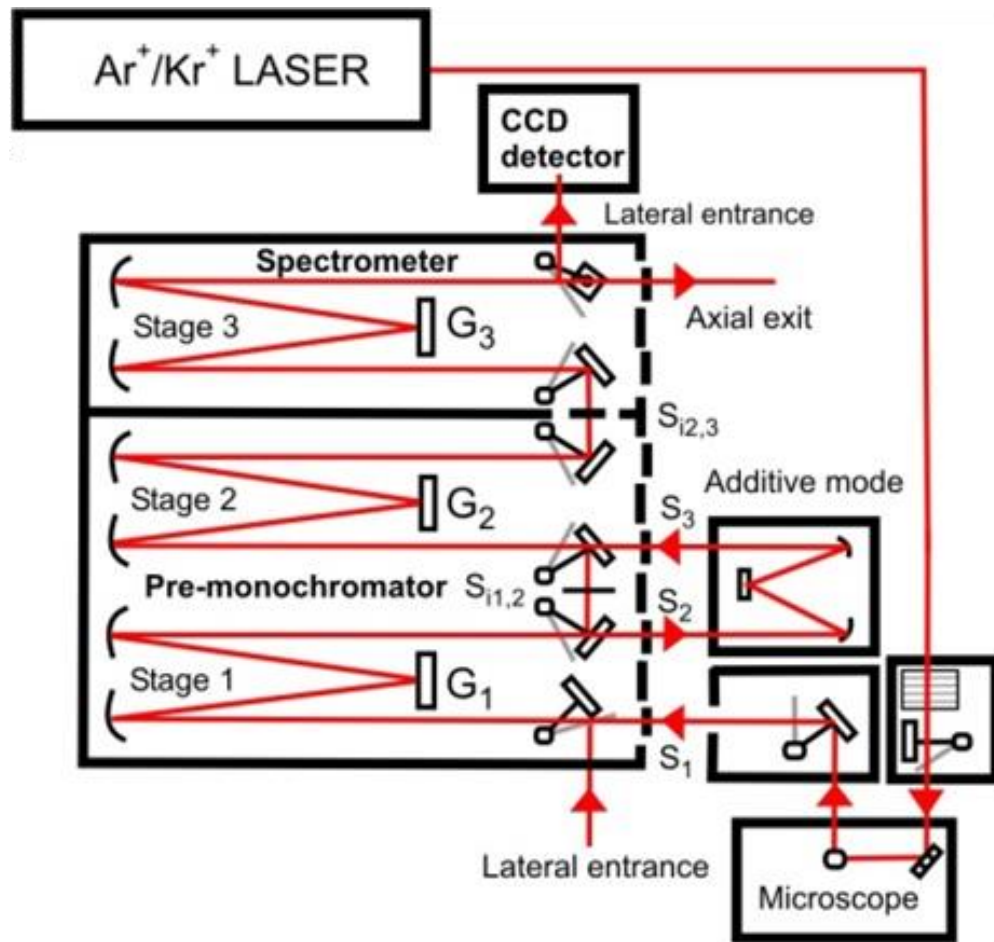 Ar⁺/Kr⁺ LASER
CCD
detector
Lateral entrance
Spectrometer
Axial exit
Stage 3
G₃
Sᵢ₂,₃
Stage 2
G₂
Additive mode
S₃
Pre-monochromator
Sᵢ₁,₂
S₂
Stage 1
G₁
S₁
Lateral entrance
Microscope